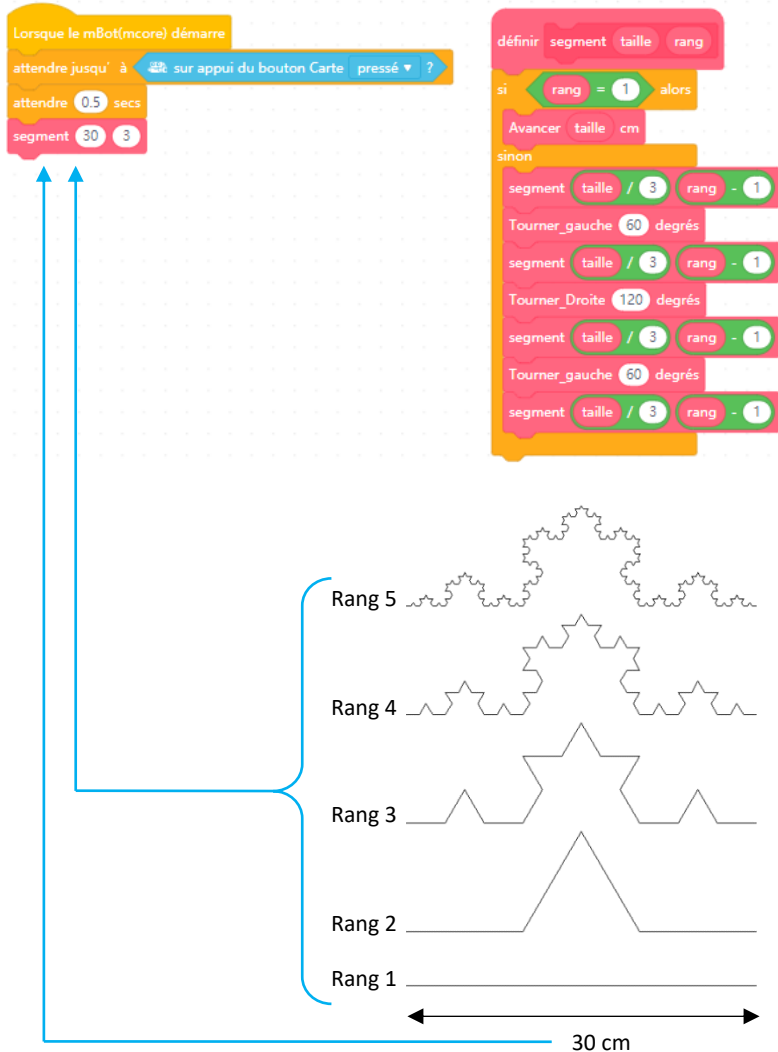 Lorsque le mBot(mcore) démarre
attendre jusqu' à sur appui du bouton Carte pressé ▼ ?
attendre 0.5 secs
segment 30 3
définir segment taille rang
si rang = 1 alors
Avancer taille cm
sinon
segment taille / 3 rang - 1
Tourner_gauche 60 degrés
segment taille / 3 rang - 1
Tourner_Droite 120 degrés
segment taille / 3 rang - 1
Tourner_gauche 60 degrés
segment taille / 3 rang - 1
Rang 5
Rang 4
Rang 3
Rang 2
Rang 1
30 cm